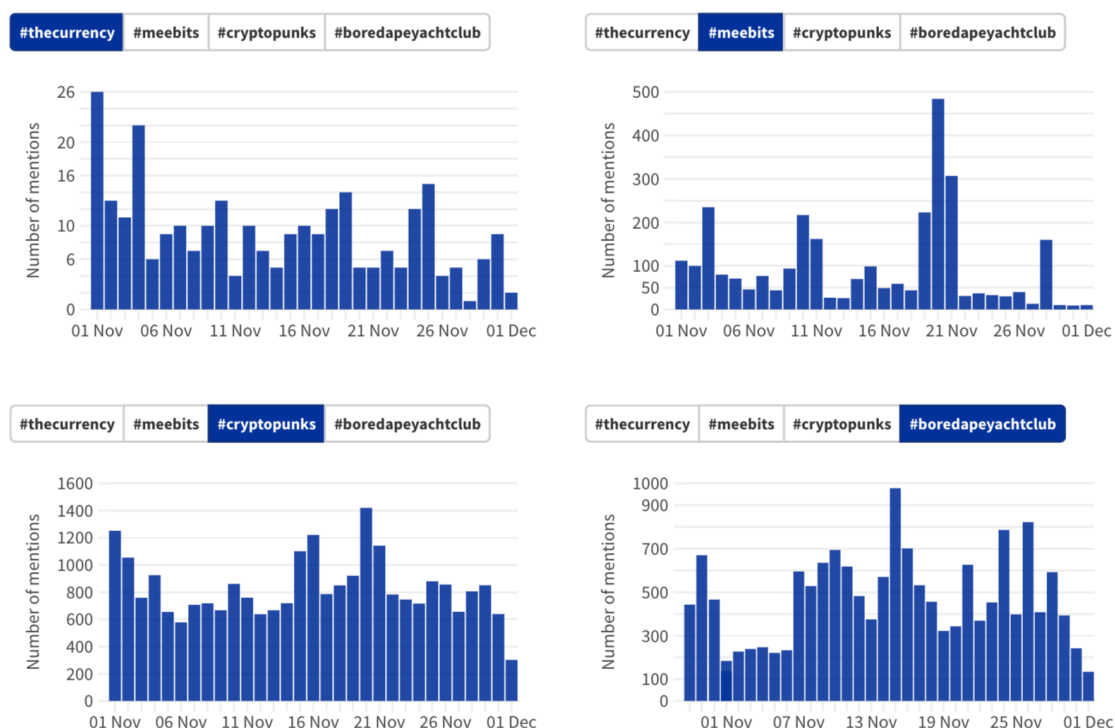 #thecurrency #meebits #cryptopunks #boredapeyachtclub
Number of mentions
26
20
16
10
6
0
01 Nov 06 Nov 11 Nov 16 Nov 21 Nov 26 Nov 01 Dec
#thecurrency #meebits #cryptopunks #boredapeyachtclub
Number of mentions
500
400
300
200
100
50
0
01 Nov 06 Nov 11 Nov 16 Nov 21 Nov 26 Nov 01 Dec
#thecurrency #meebits #cryptopunks #boredapeyachtclub
Number of mentions
1600
1400
1200
1000
800
600
400
200
0
01 Nov 06 Nov 11 Nov 16 Nov 21 Nov 26 Nov 01 Dec
#thecurrency #meebits #cryptopunks #boredapeyachtclub
Number of mentions
1000
900
700
500
300
100
0
01 Nov 07 Nov 13 Nov 19 Nov 25 Nov 01 Dec